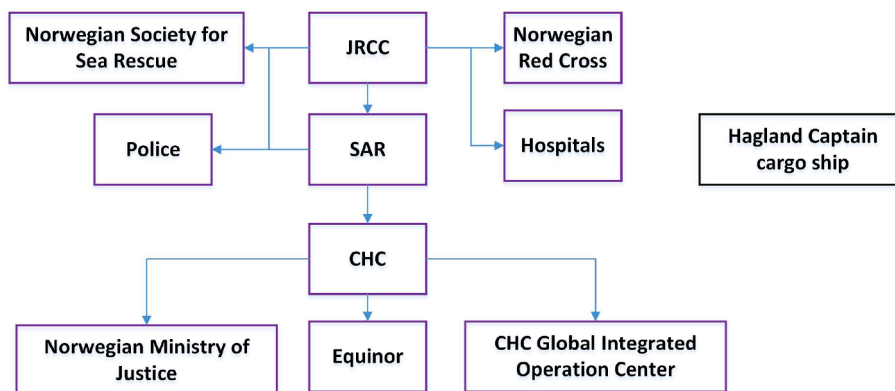 Norwegian Society for
Sea Rescue
JRCC
Norwegian
Red Cross
Police
SAR
Hospitals
Hagland Captain
cargo ship
CHC
Norwegian Ministry of
Justice
Equinor
CHC Global Integrated
Operation Center